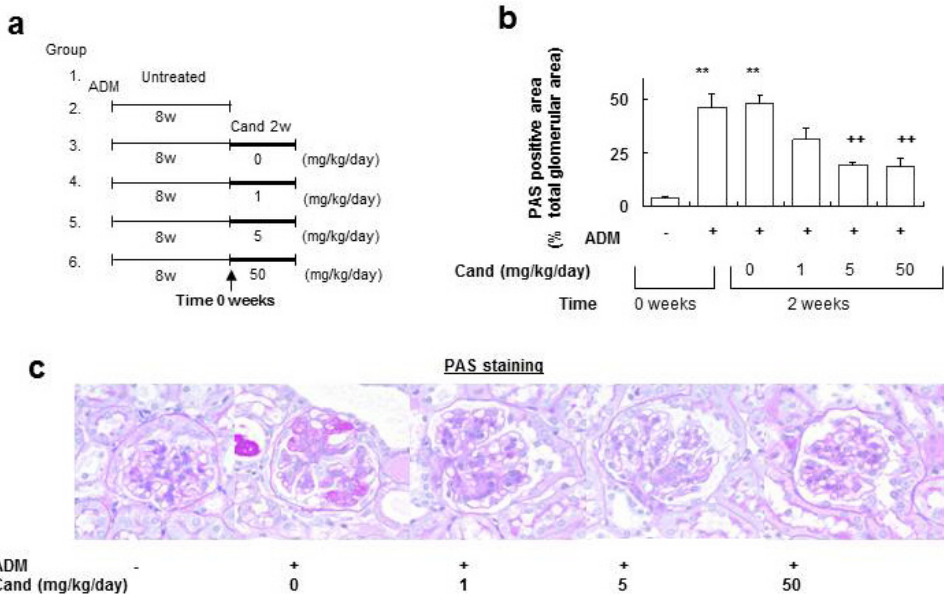 a
Group
1. Untreated
ADM
2. 8w
Cand 2w
3. 8w 0 (mg/kg/day)
4. 8w 1 (mg/kg/day)
5. 8w 5 (mg/kg/day)
6. 8w 50 (mg/kg/day)
Time 0 weeks
b
PAS positive area
(% total glomerular area)
** **
50
++ ++
25
0
ADM - + + + + +
Cand (mg/kg/day) 0 1 5 50
Time 0 weeks 2 weeks
c
PAS staining
ADM - + + + +
Cand (mg/kg/day) 0 1 5 50